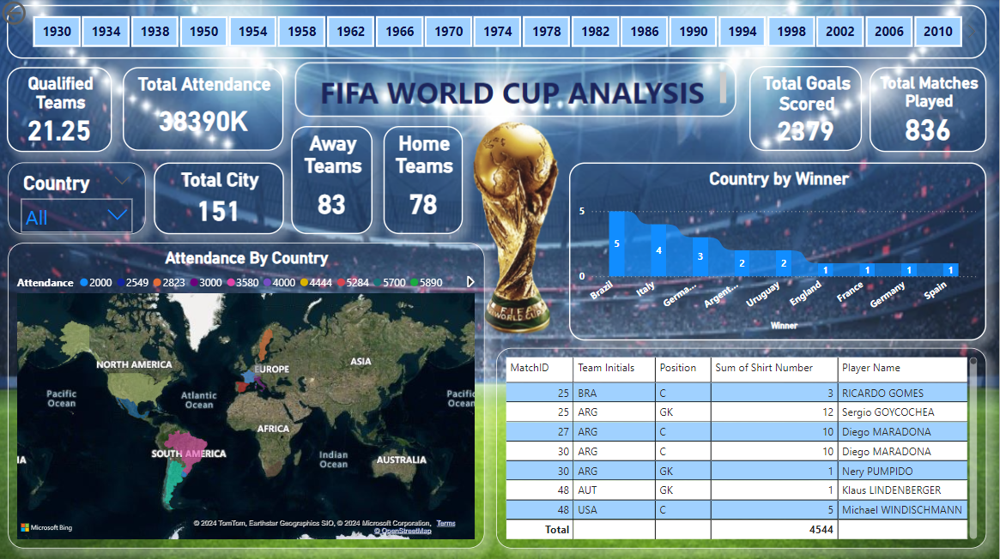 1930 1934 1938 1950 1954 1958 1962 1966 1970 1974 1978 1982 1986 1990 1994 1998 2002 2006 2010
Qualified
Teams
21.25
Total Attendance
38390K
FIFA WORLD CUP ANALYSIS
Total Goals
Scored
2379
Total Matches
Played
836
Country
All
Total City
151
Away
Teams
83
Home
Teams
78
Country by Winner
5
0
5 4 3 2 2 1 1 1 1
Brazil Italy Germa... Argent... Uruguay England France Germany Spain
Winner
Attendance By Country
Attendance 2000 2549 2823 3000 3580 4000 4444 5284 5700 5890
NORTH AMERICA
EUROPE
ASIA
Pacific
Ocean
Atlantic
Ocean
Pacific
Ocean
AFRICA
SOUTH AMERICA
Indian
Ocean
AUSTRALIA
IA
Microsoft Bing
© 2024 TomTom, Earthstar Geographics SIO, © 2024 Microsoft Corporation, Terms
© OpenStreetMap
FIFA
WORLD CUP
MatchID Team Initials Position Sum of Shirt Number Player Name
25 BRA C 3 RICARDO GOMES
25 ARG GK 12 Sergio GOYCOCHEA
27 ARG C 10 Diego MARADONA
30 ARG C 10 Diego MARADONA
30 ARG GK 1 Nery PUMPIDO
48 AUT GK 1 Klaus LINDENBERGER
48 USA C 5 Michael WINDISCHMANN
Total 4544